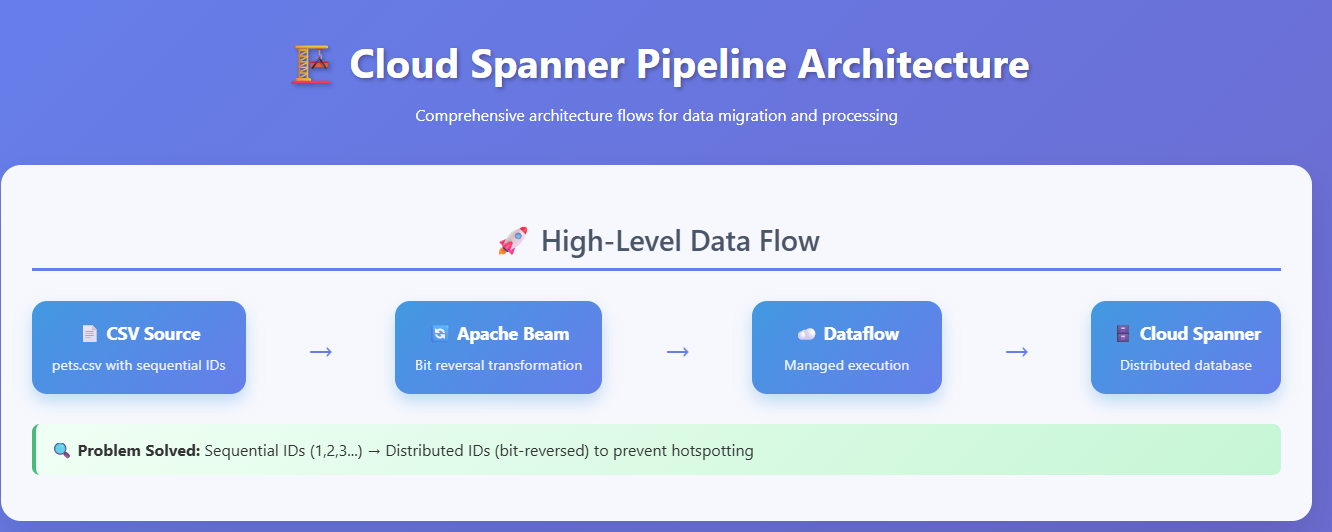 🏗️ Cloud Spanner Pipeline Architecture
Comprehensive architecture flows for data migration and processing
🚀 High-Level Data Flow
📄 CSV Source
pets.csv with sequential IDs
→
🔄 Apache Beam
Bit reversal transformation
→
☁️ Dataflow
Managed execution
→
🗄️ Cloud Spanner
Distributed database
🔍 Problem Solved: Sequential IDs (1,2,3...) → Distributed IDs (bit-reversed) to prevent hotspotting